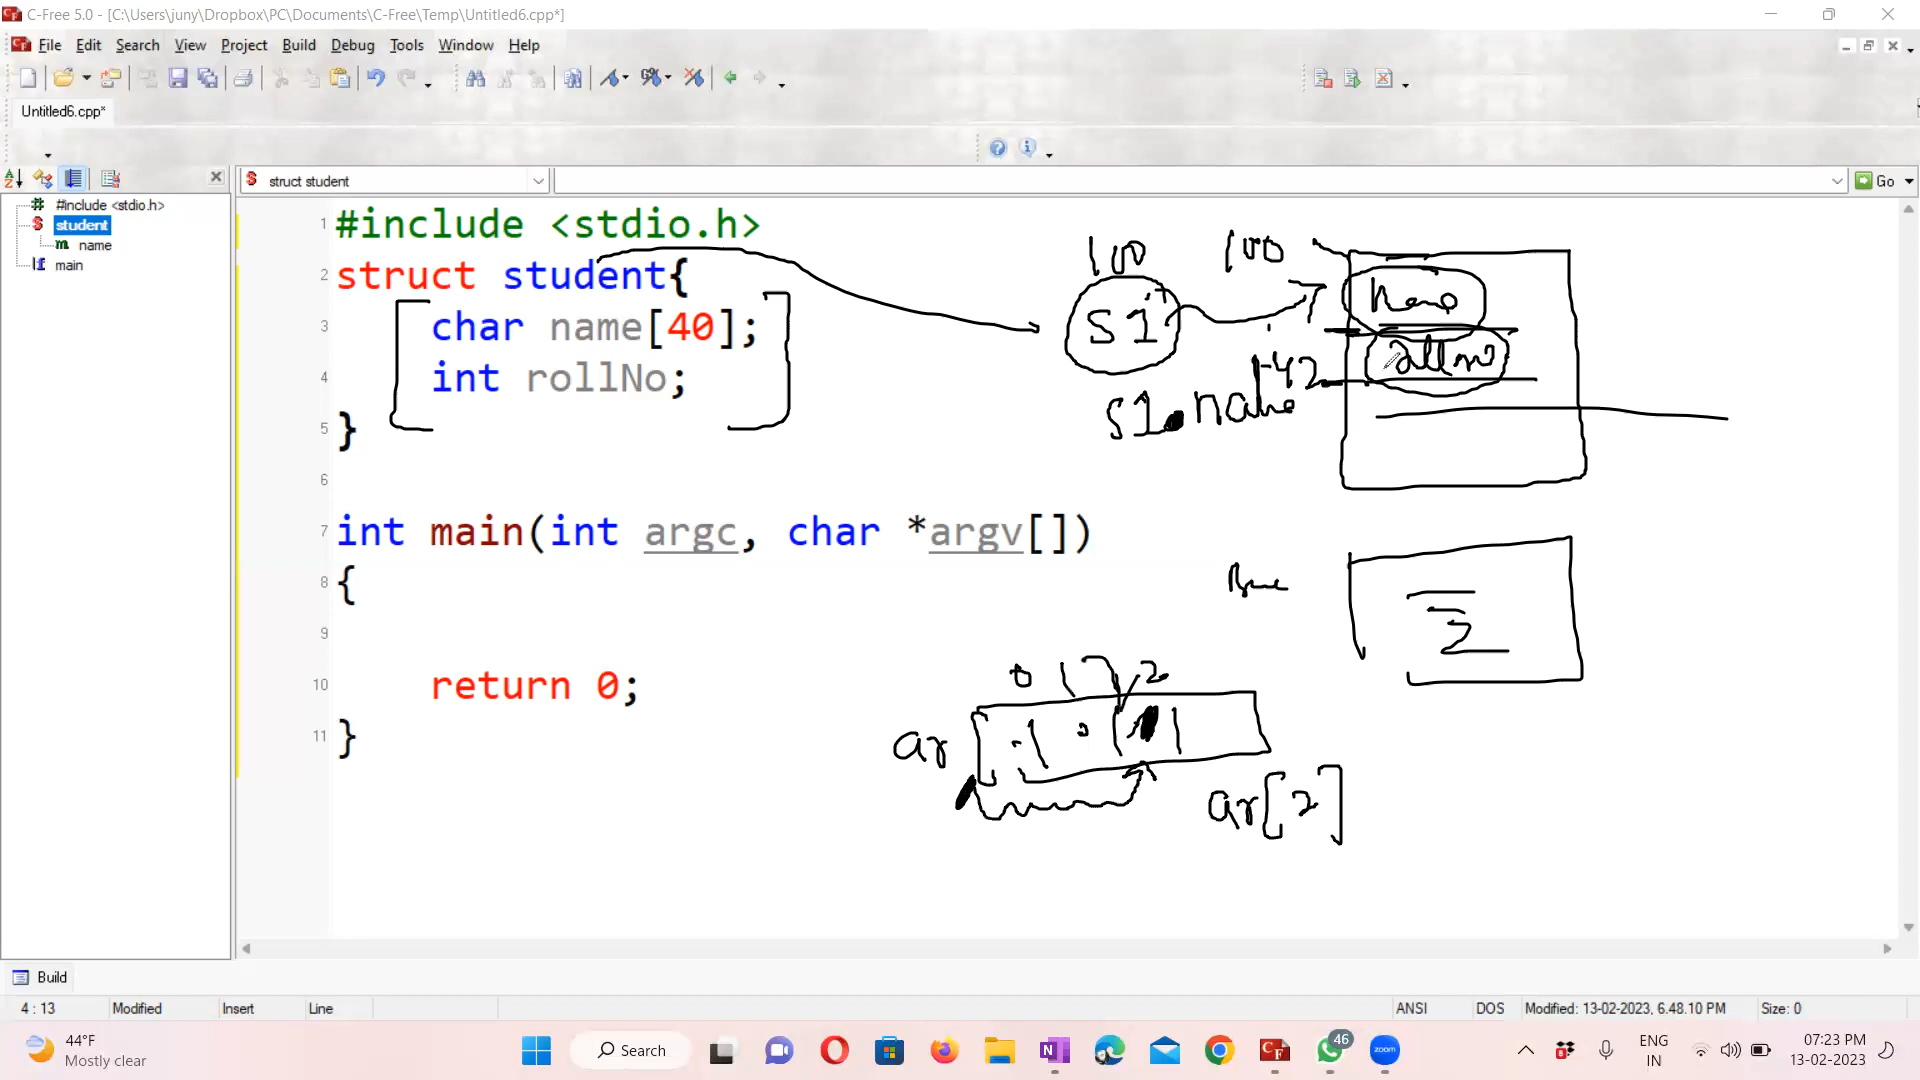 C-Free 5.0 - [C:\Users\juny\Dropbox\PC\Documents\C-Free\Temp\Untitled6.cpp*]
File Edit Search View Project Build Debug Tools Window Help
Untitled6.cpp*
struct student
Go
#include <stdio.h>
student
name
main
1 #include <stdio.h>
2 struct student{
3 char name[40];
4 int rollNo;
5 }
6
7 int main(int argc, char *argv[])
8 {
9
10 return 0;
11 }
100
100
S1
142
S1.name
0 1 2
ar
ar[2]
Build
4 : 13 Modified Insert Line ANSI DOS Modified: 13-02-2023, 6.48.10 PM Size: 0
44°F
Mostly clear
Search
46
zoom
ENG
IN
07:23 PM
13-02-2023